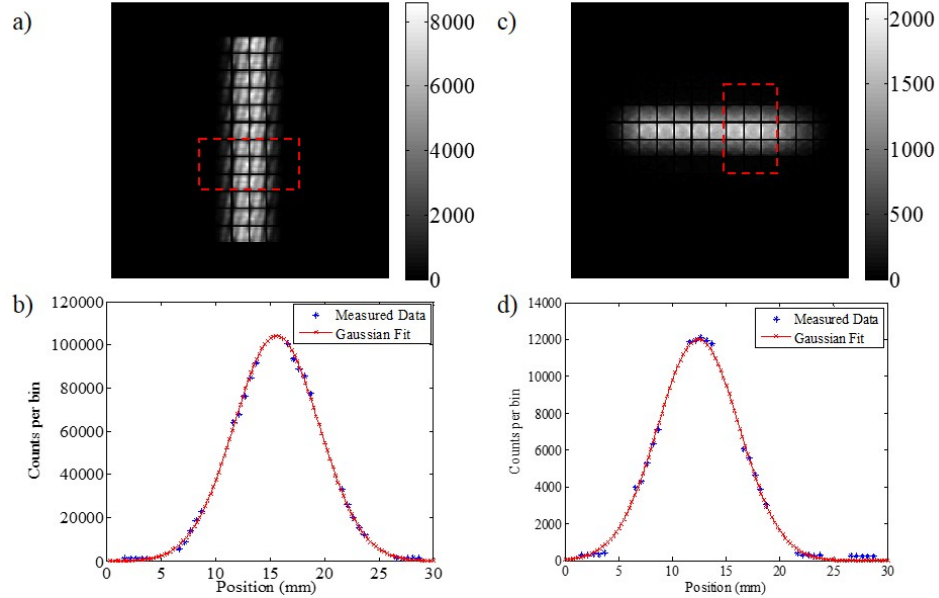 a)
8000
6000
4000
2000
0
c)
2000
1500
1000
500
0
b)
120000
100000
80000
60000
40000
20000
0
Counts per bin
Measured Data
Gaussian Fit
0 5 10 15 20 25 30
Position (mm)
d)
14000
12000
10000
8000
6000
4000
2000
0
Counts per bin
Measured Data
Gaussian Fit
0 5 10 15 20 25 30
Position (mm)